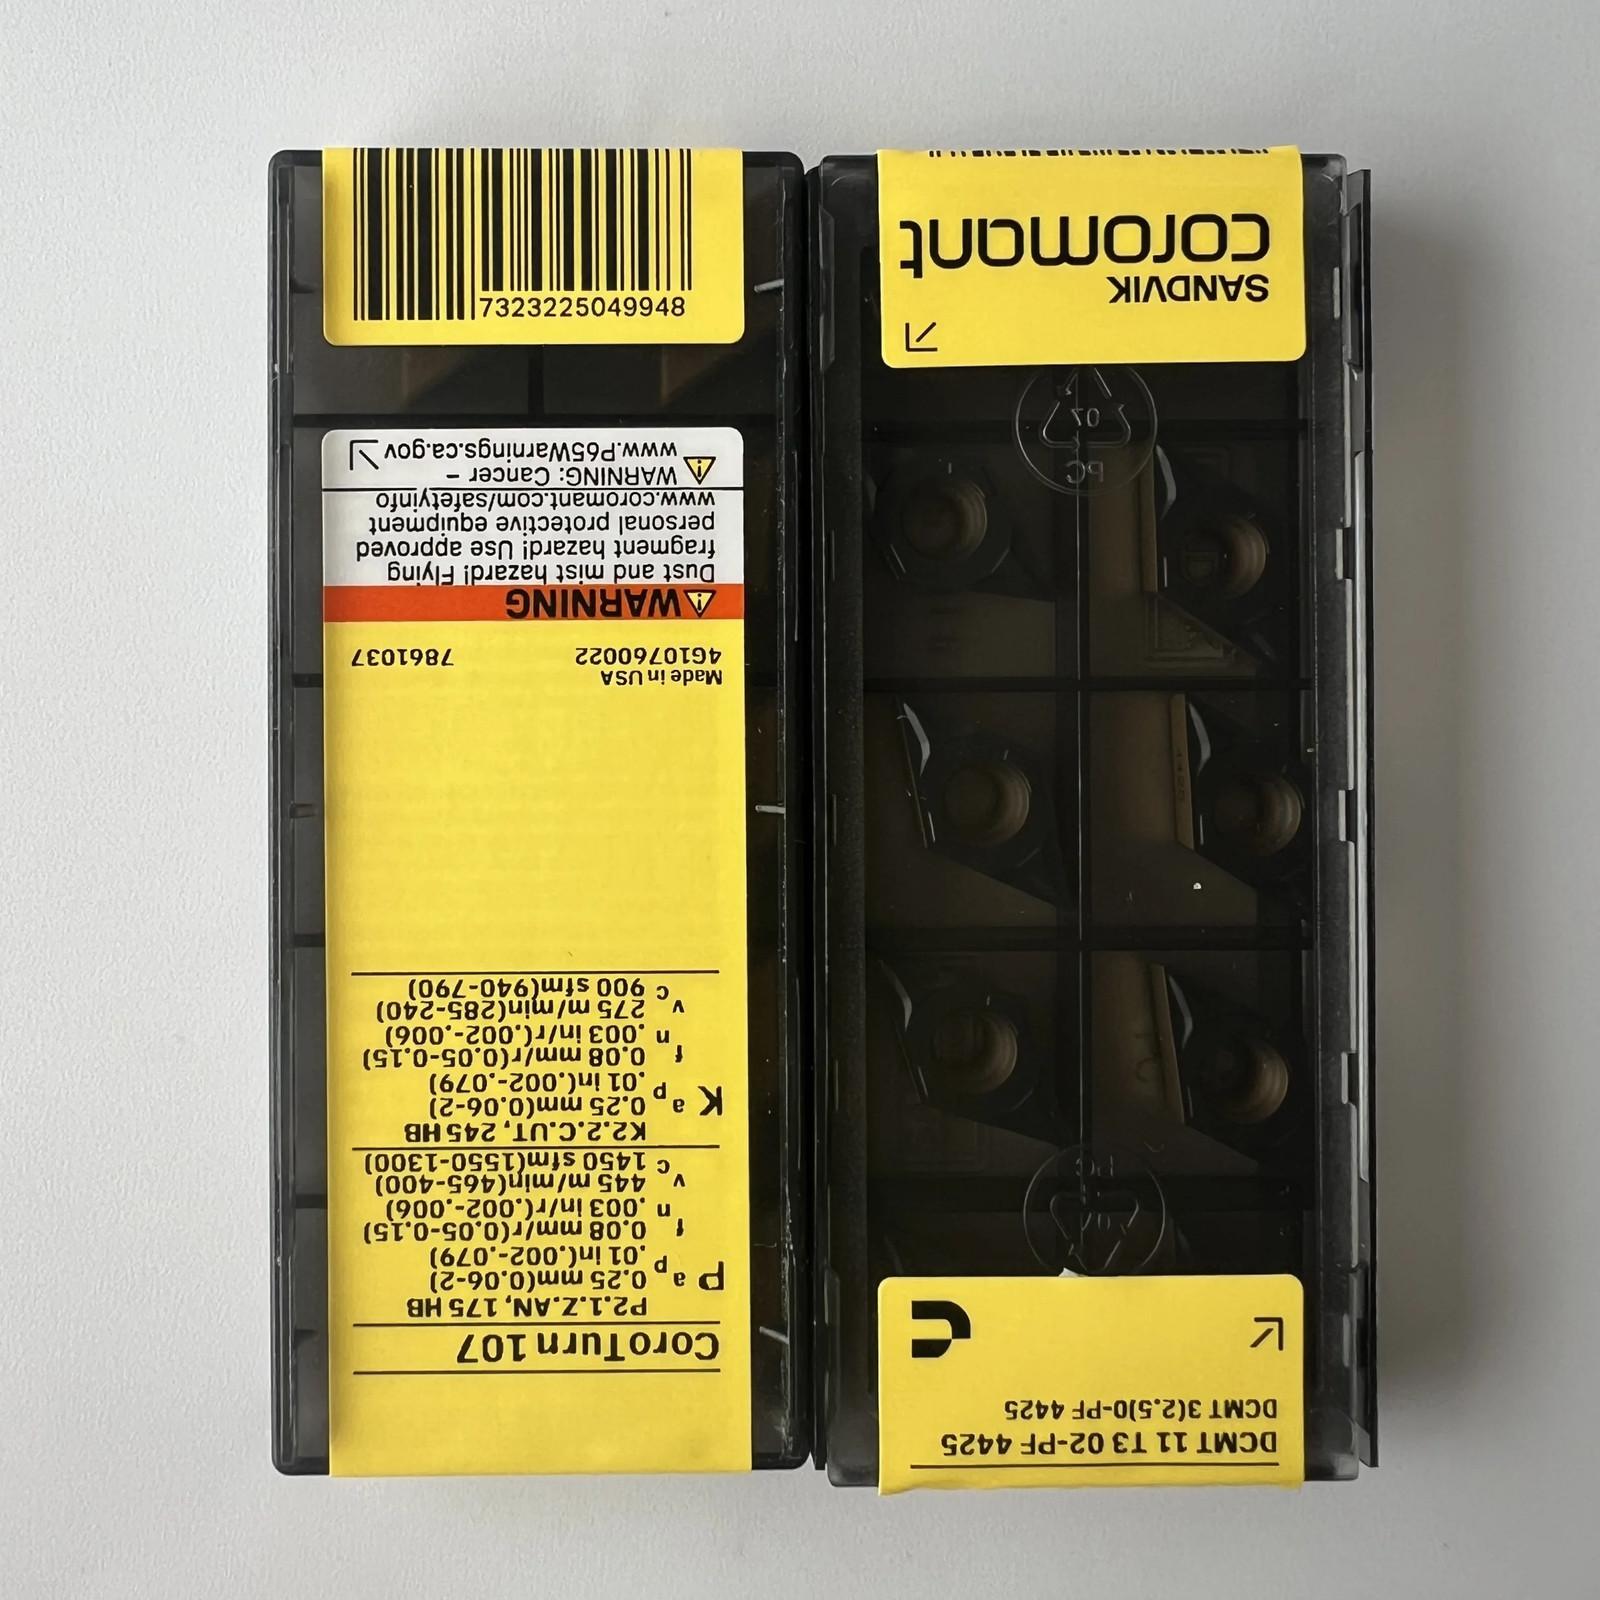 CoroTurn 107
P2.1.Z.AN, 175 HB
P
ap 0.25 mm(0.06-2)
.01 in(.002-.079)
fn 0.08 mm/r(0.05-0.15)
.003 in/r(.002-.006)
vc 445 m/min(465-400)
1450 sfm(1550-1300)
K2.2.C.UT, 245 HB
K
ap 0.25 mm(0.06-2)
.01 in(.002-.079)
fn 0.08 mm/r(0.05-0.15)
.003 in/r(.002-.006)
vc 275 m/min(285-240)
900 sfm(940-790)
Made in USA
4G10760022 7861037
WARNING
Dust and mist hazard! Flying
fragment hazard! Use approved
personal protective equipment
www.coromant.com/safetyinfo
WARNING: Cancer –
www.P65Warnings.ca.gov
7323225049948
DCMT 11 T3 02-PF 4425
DCMT 3(2.5)0-PF 4425
PC
07
PC
07
SANDVIK
coromant